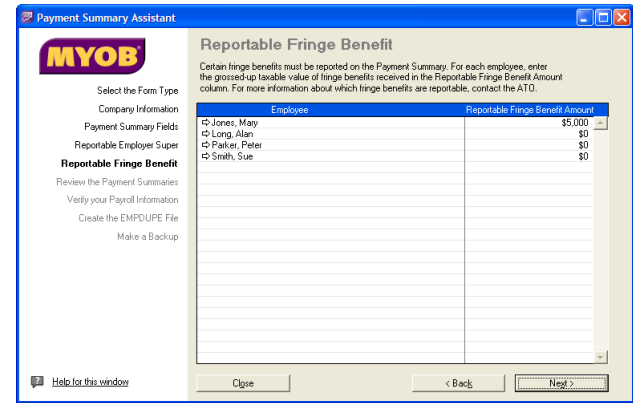 Payment Summary Assistant
MYOB
Select the Form Type
Company Information
Payment Summary Fields
Reportable Employer Super
Reportable Fringe Benefit
Review the Payment Summaries
Verify your Payroll Information
Create the EMPDUPE File
Make a Backup
Help for this window
Reportable Fringe Benefit
Certain fringe benefits must be reported on the Payment Summary. For each employee, enter
the grossed-up taxable value of fringe benefits received in the Reportable Fringe Benefit Amount
column. For more information about which fringe benefits are reportable, contact the ATO.
Employee Reportable Fringe Benefit Amount
Jones, Mary $5,000
Long, Alan $0
Parker, Peter $0
Smith, Sue $0
Close < Back Next >